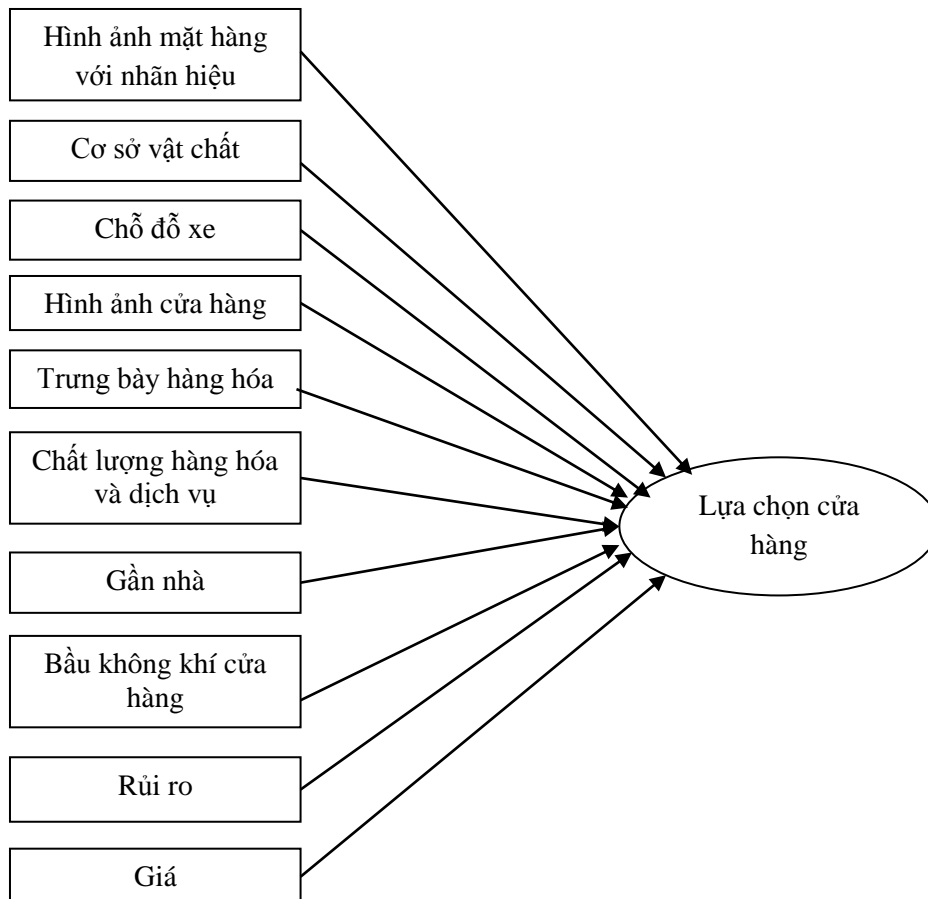 Hình ảnh mặt hàng
với nhãn hiệu
Cơ sở vật chất
Chỗ đỗ xe
Hình ảnh cửa hàng
Trưng bày hàng hóa
Chất lượng hàng hóa
và dịch vụ
Gần nhà
Bầu không khí cửa
hàng
Rủi ro
Giá
Lựa chọn cửa
hàng